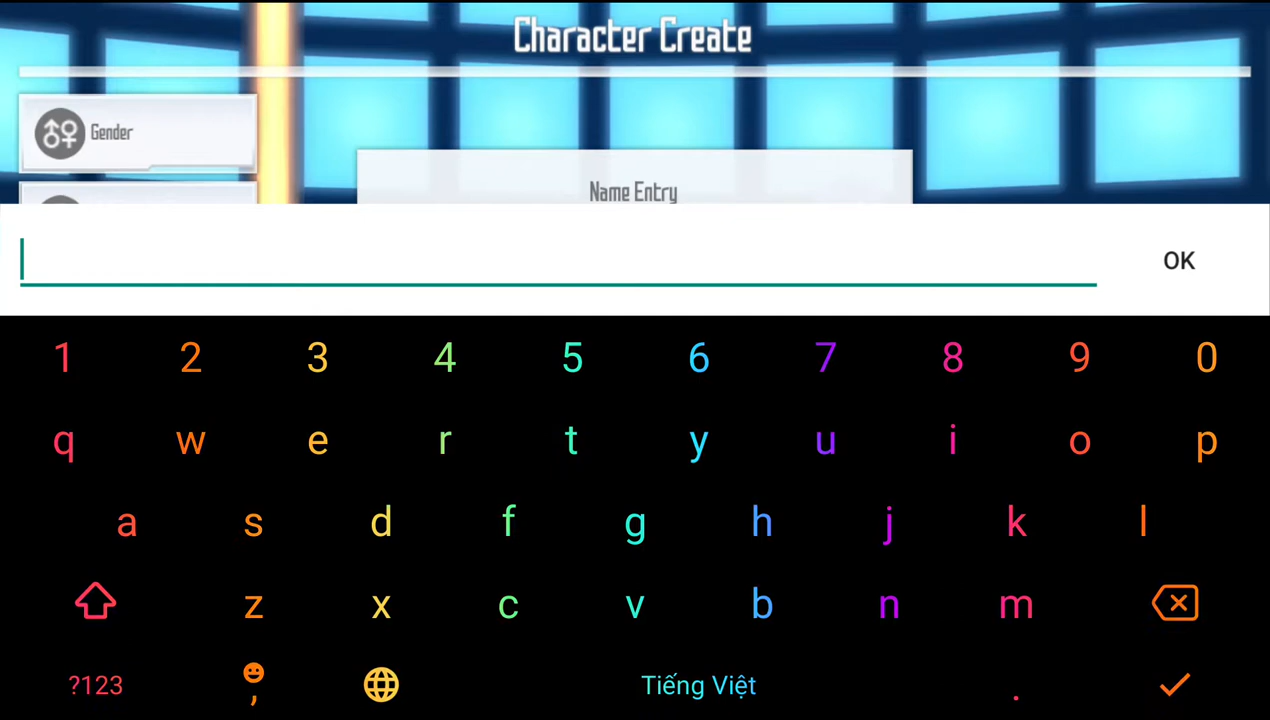 Character Create
Gender
Name Entry
OK
1 2 3 4 5 6 7 8 9 0
q w e r t y u i o p
a s d f g h j k l
z x c v b n m
?123 , Tiếng Việt .